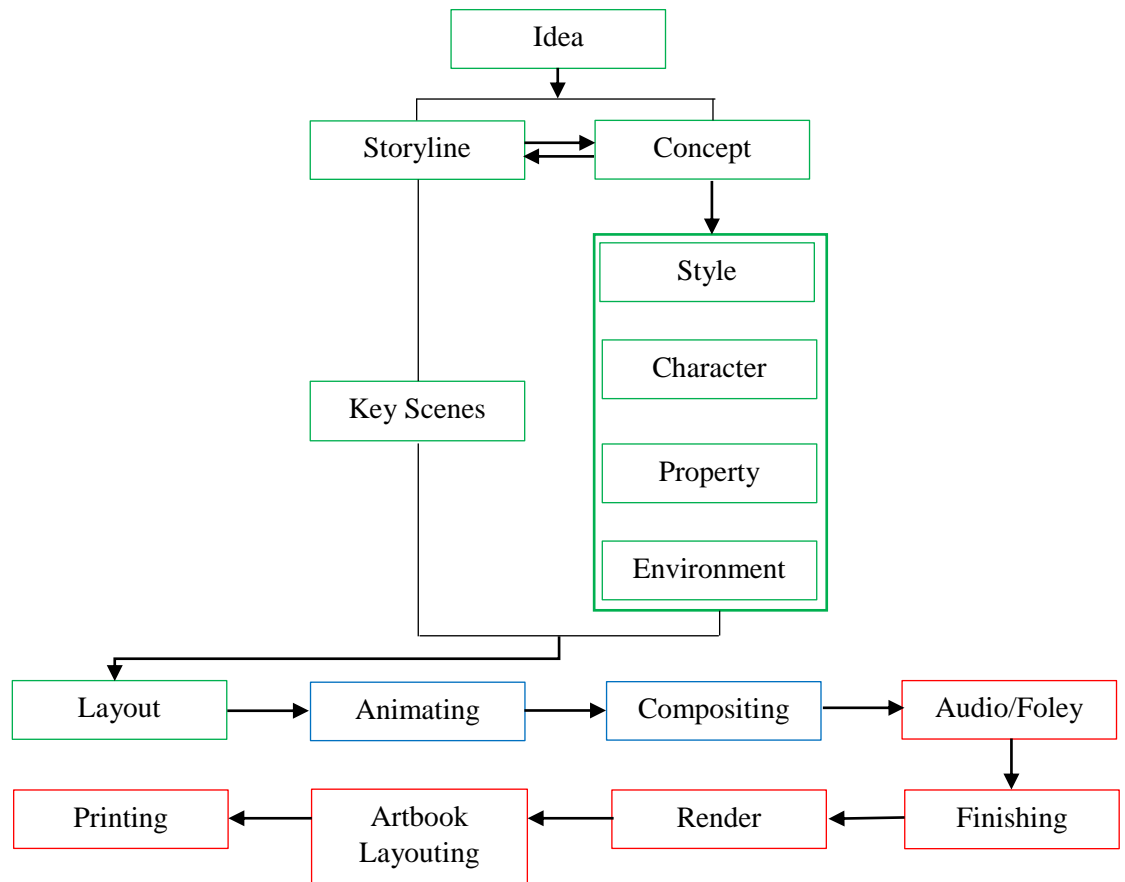 Idea
Storyline
Concept
Style
Character
Key Scenes
Property
Environment
Layout
Animating
Compositing
Audio/Foley
Printing
Artbook
Layouting
Render
Finishing